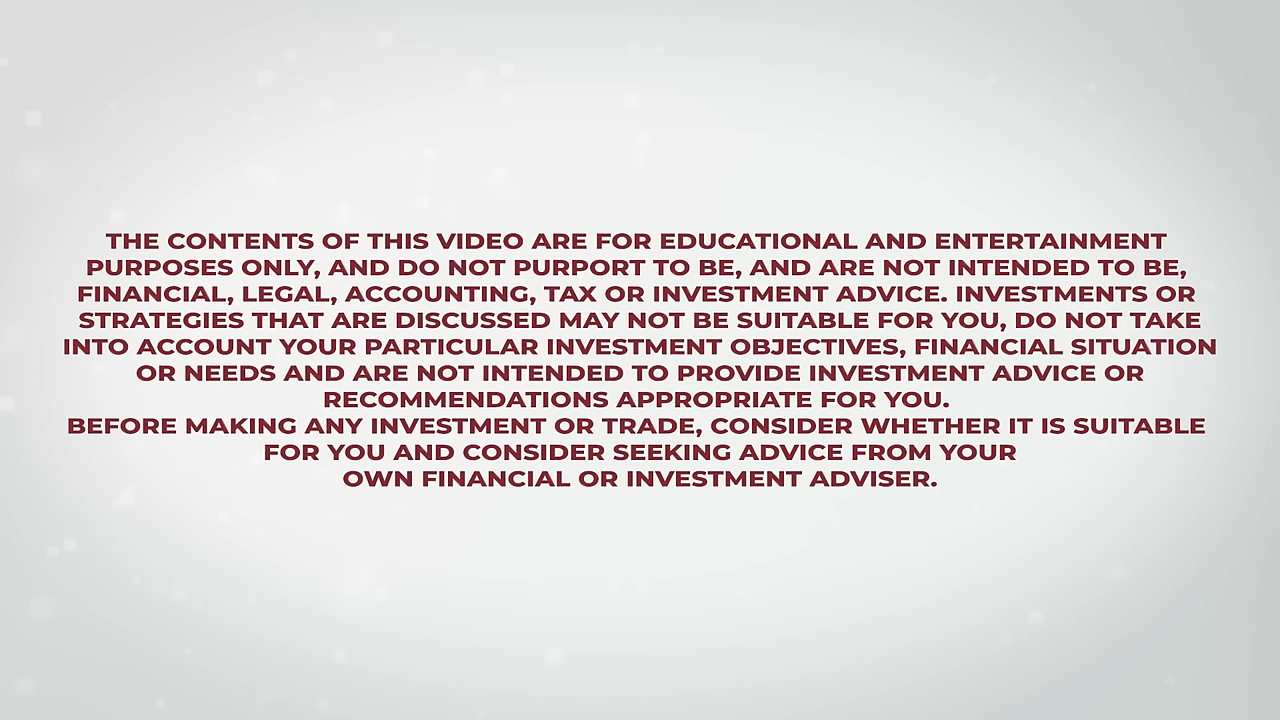 THE CONTENTS OF THIS VIDEO ARE FOR EDUCATIONAL AND ENTERTAINMENT
PURPOSES ONLY, AND DO NOT PURPORT TO BE, AND ARE NOT INTENDED TO BE,
FINANCIAL, LEGAL, ACCOUNTING, TAX OR INVESTMENT ADVICE. INVESTMENTS OR
STRATEGIES THAT ARE DISCUSSED MAY NOT BE SUITABLE FOR YOU, DO NOT TAKE
INTO ACCOUNT YOUR PARTICULAR INVESTMENT OBJECTIVES, FINANCIAL SITUATION
OR NEEDS AND ARE NOT INTENDED TO PROVIDE INVESTMENT ADVICE OR
RECOMMENDATIONS APPROPRIATE FOR YOU.
BEFORE MAKING ANY INVESTMENT OR TRADE, CONSIDER WHETHER IT IS SUITABLE
FOR YOU AND CONSIDER SEEKING ADVICE FROM YOUR
OWN FINANCIAL OR INVESTMENT ADVISER.